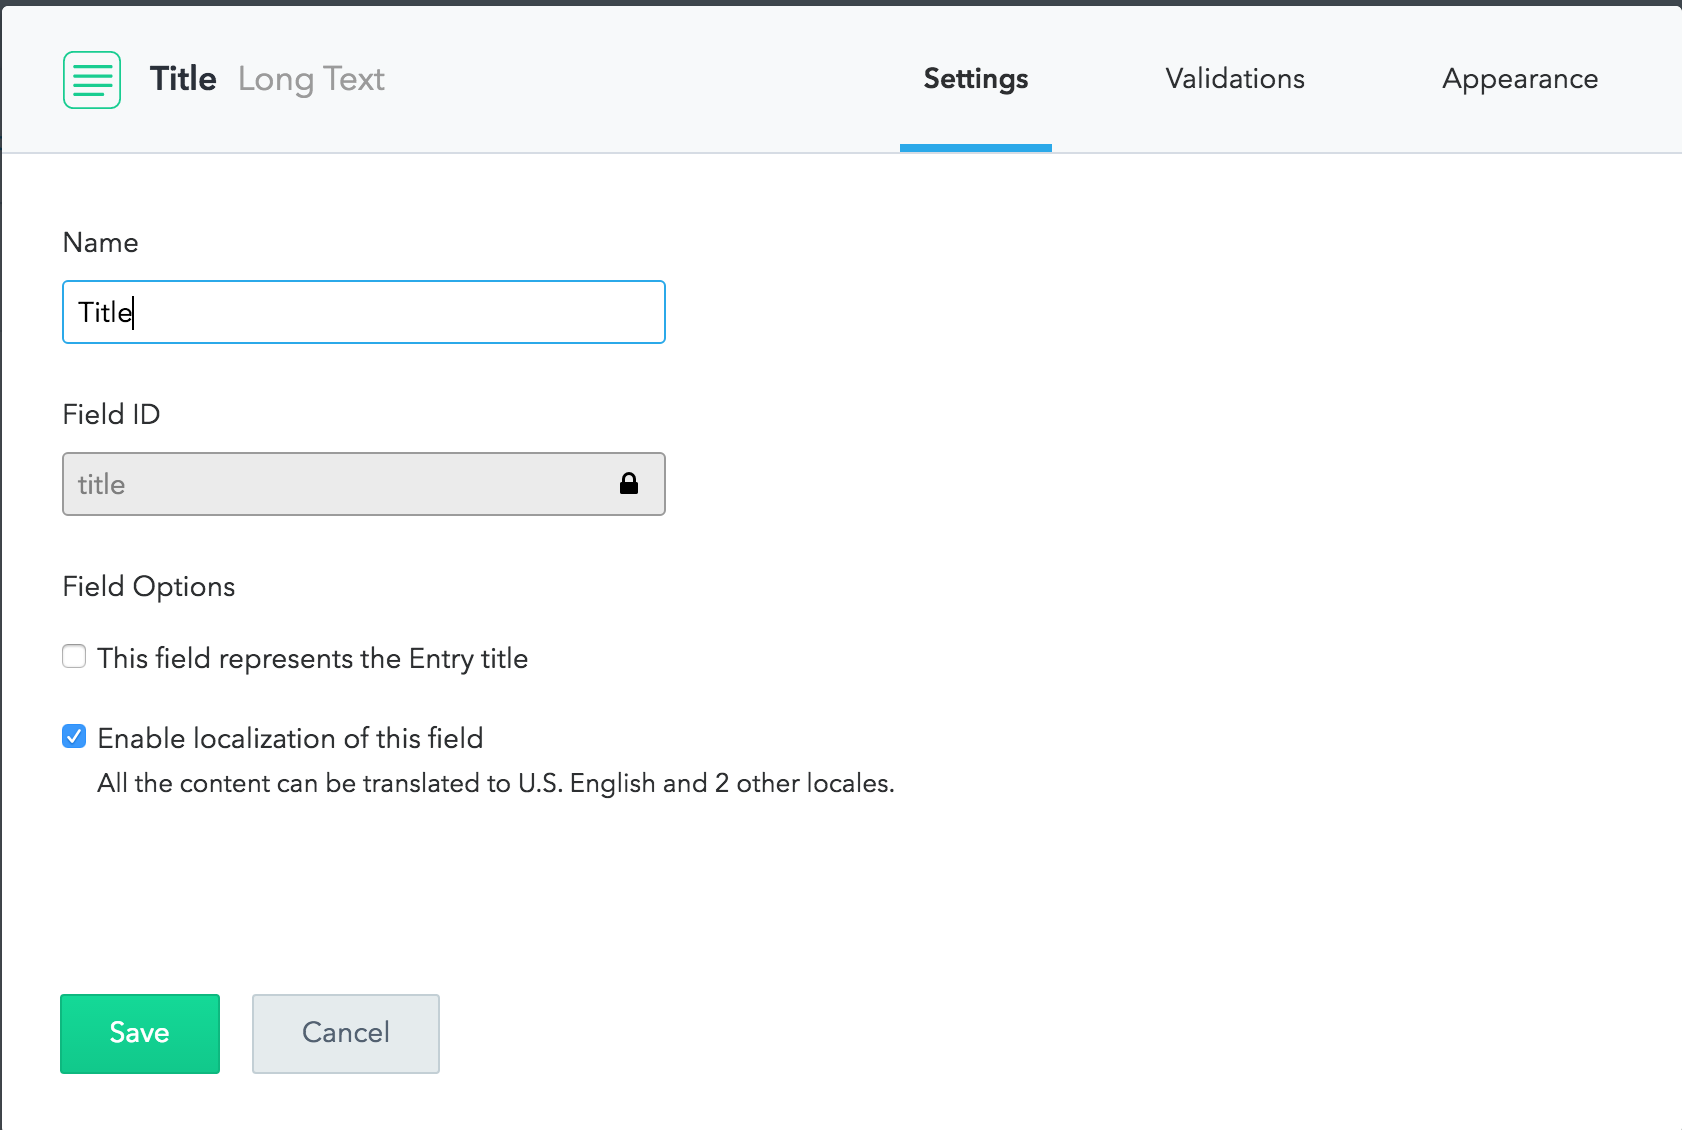 Title Long Text
Settings
Validations
Appearance
Name
Title
Field ID
title
Field Options
This field represents the Entry title
Enable localization of this field
All the content can be translated to U.S. English and 2 other locales.
Save
Cancel